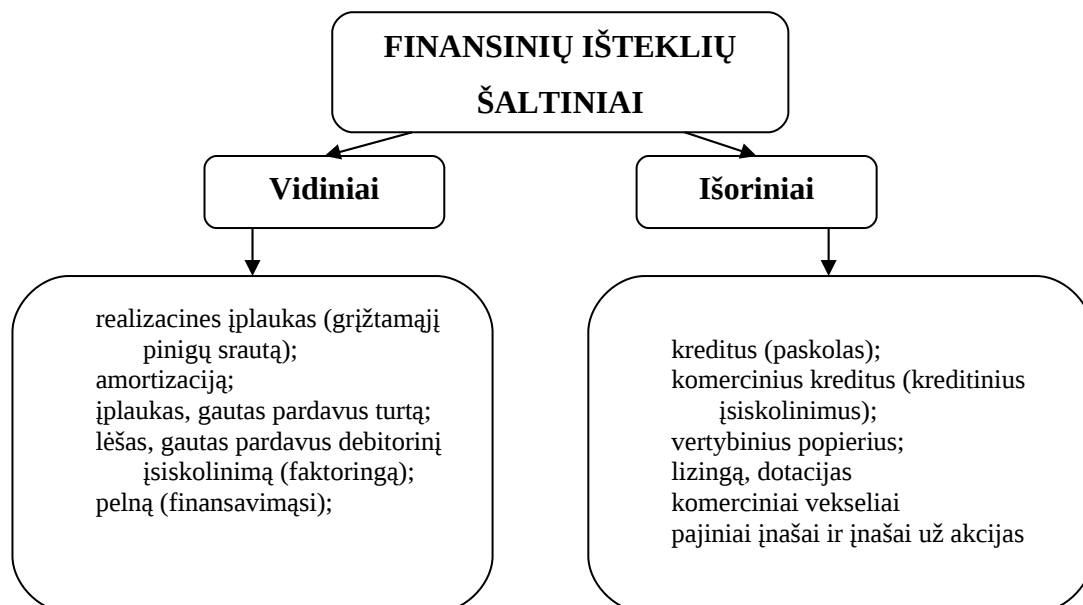 FINANSINIŲ IŠTEKLIŲ
ŠALTINIAI
Vidiniai
Išoriniai
realizacines įplaukas (grįžtamąjį
pinigų srautą);
amortizaciją;
įplaukas, gautas pardavus turtą;
lėšas, gautas pardavus debitorinį
įsiskolinimą (faktoringą);
pelną (finansavimąsi);
kreditus (paskolas);
komercinius kreditus (kreditinius
įsiskolinimus);
vertybinius popierius;
lizingą, dotacijas
komerciniai vekseliai
pajiniai įnašai ir įnašai už akcijas